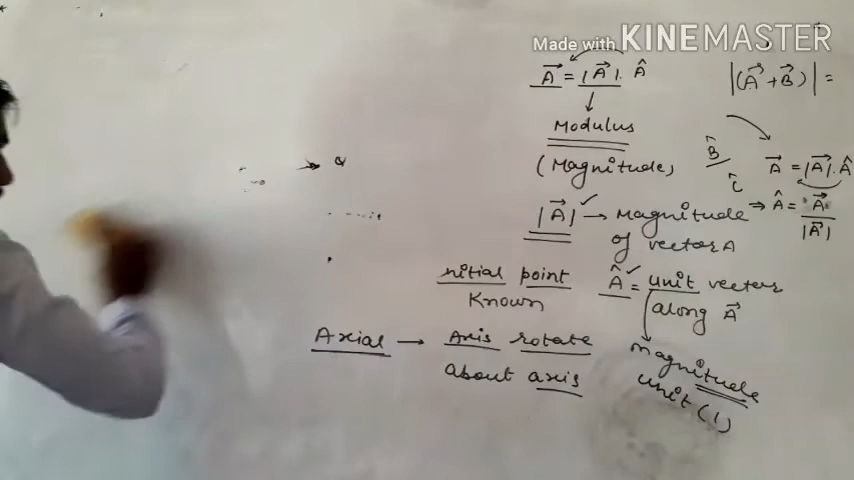 Made with KINEMASTER
A⃗ = |A⃗|. Â
|(A⃗ + B⃗)| =
Modulus
(Magnitude)
B̂
Ĉ
A⃗ = |A⃗|. Â
|A⃗| ✓ → Magnitude
of vector A
⇒ Â = A⃗ / |A⃗|
initial point
Known
Â ✓ = unit vectors
along A⃗
Magnitude
unit (1)
Axial → Axis rotate
about axis